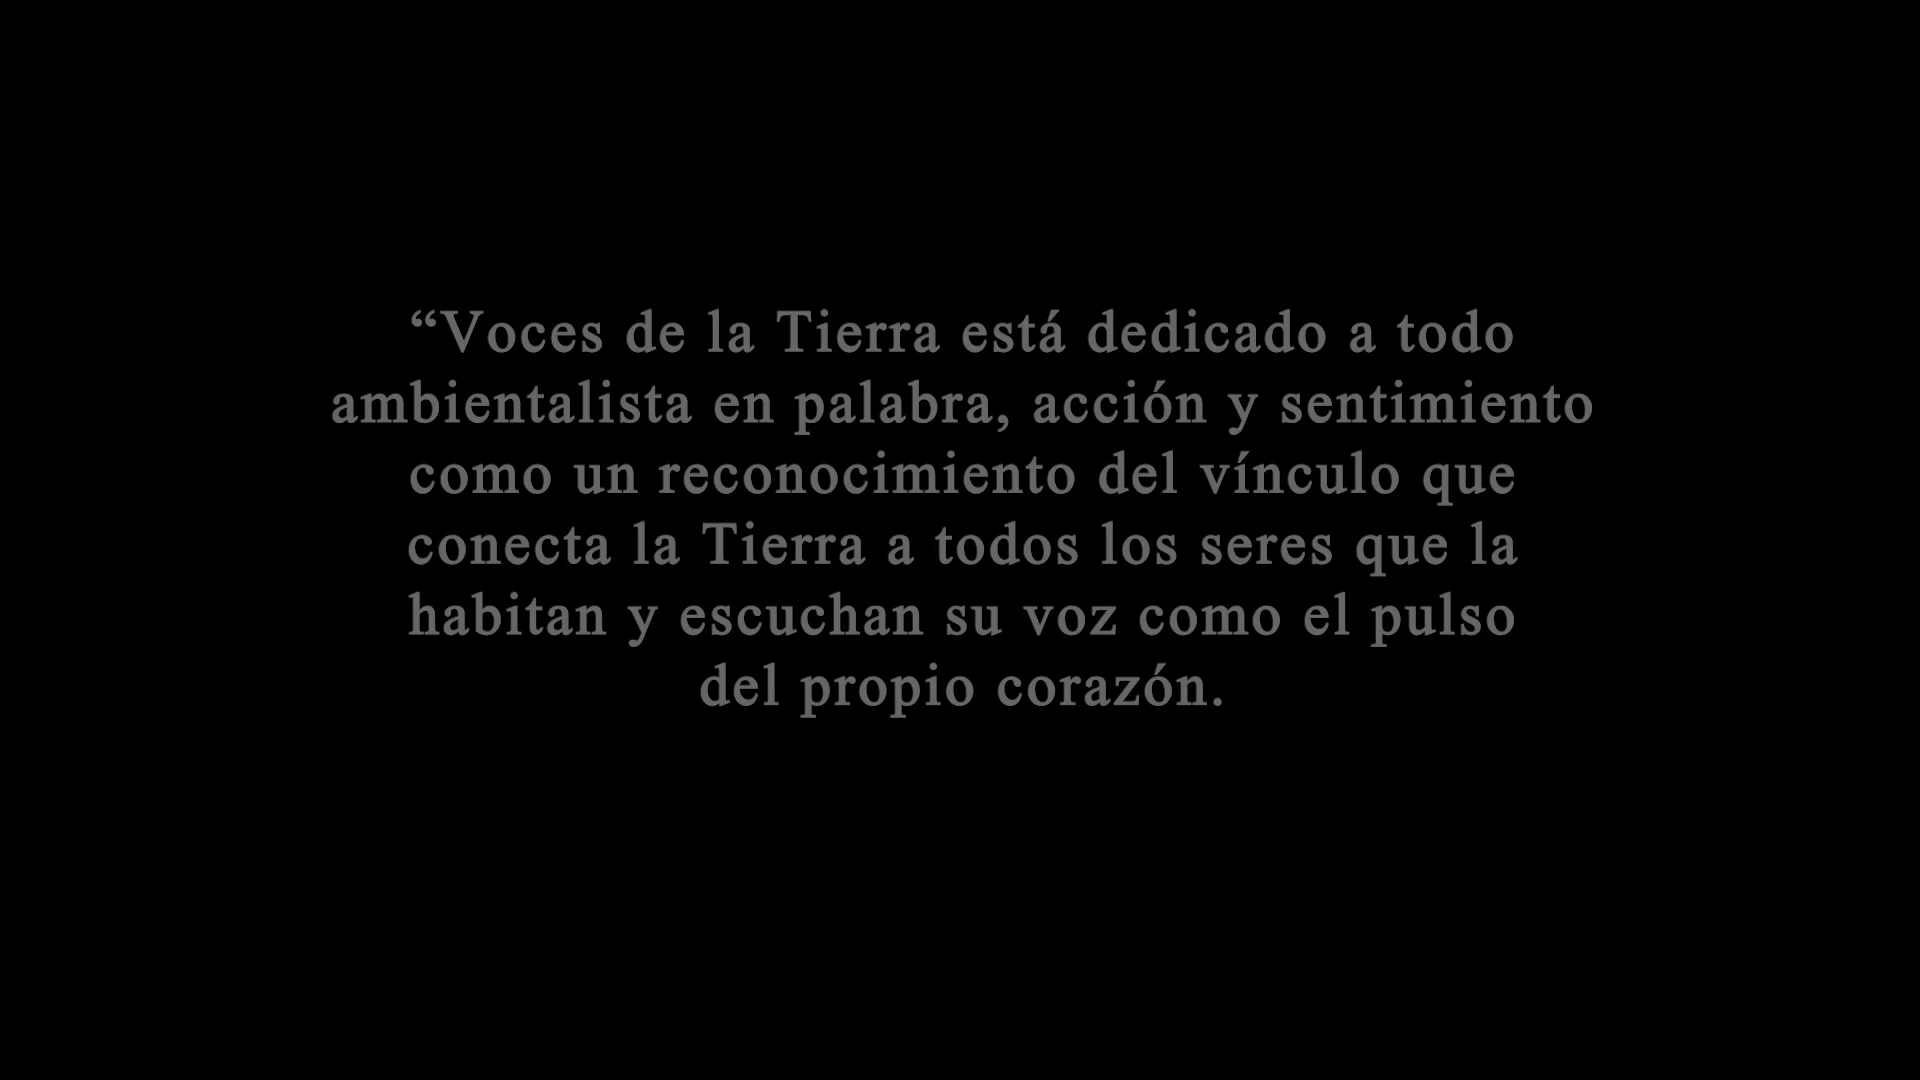 “Voces de la Tierra está dedicado a todo
ambientalista en palabra, acción y sentimiento
como un reconocimiento del vínculo que
conecta la Tierra a todos los seres que la
habitan y escuchan su voz como el pulso
del propio corazón.